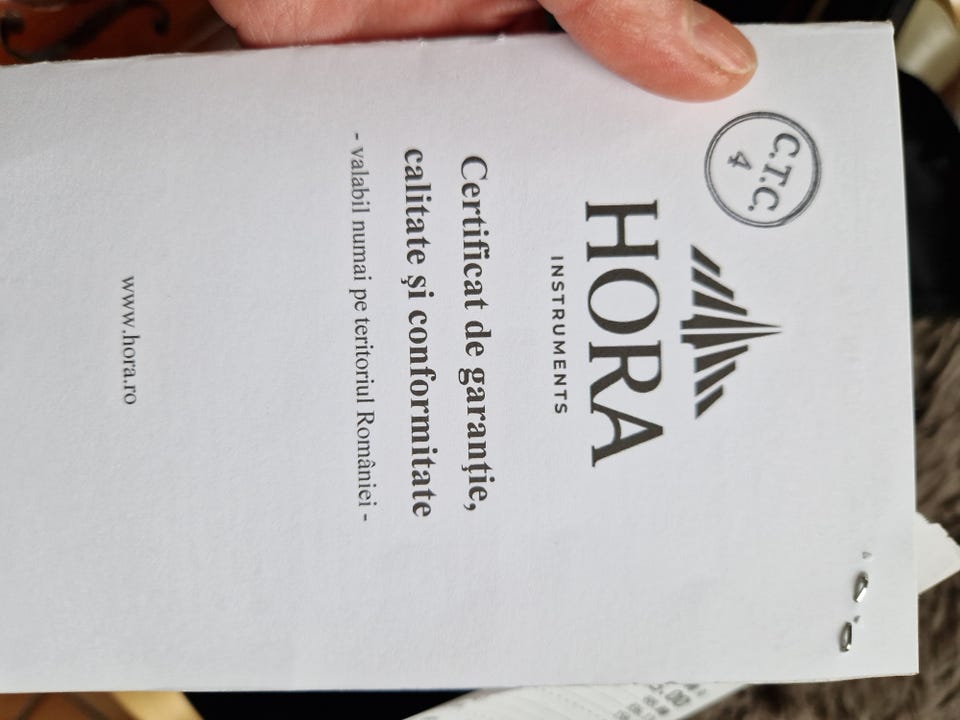 C.T.C.
4
HORA
INSTRUMENTS
Certificat de garanție,
calitate și conformitate
- valabil numai pe teritoriul României -
www.hora.ro